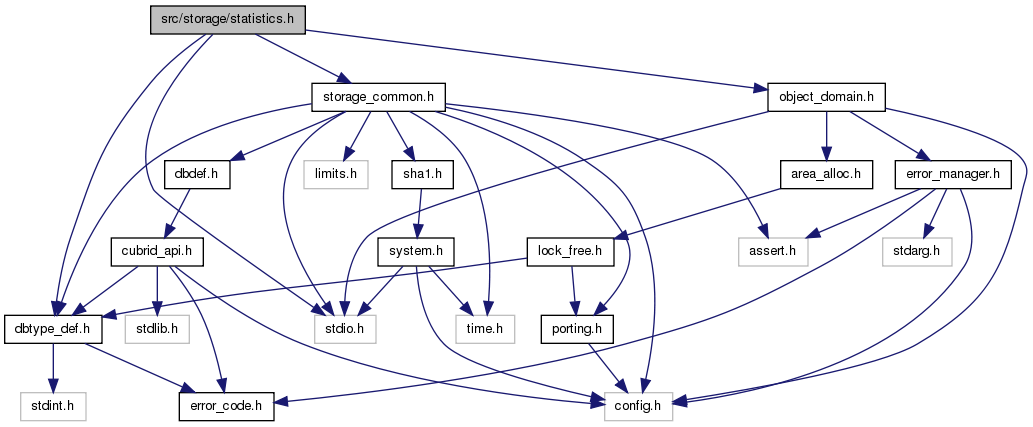 src/storage/statistics.h
storage_common.h
object_domain.h
dbdef.h
limits.h
sha1.h
area_alloc.h
error_manager.h
cubrid_api.h
system.h
lock_free.h
assert.h
stdarg.h
dbtype_def.h
stdlib.h
stdio.h
time.h
porting.h
stdint.h
error_code.h
config.h